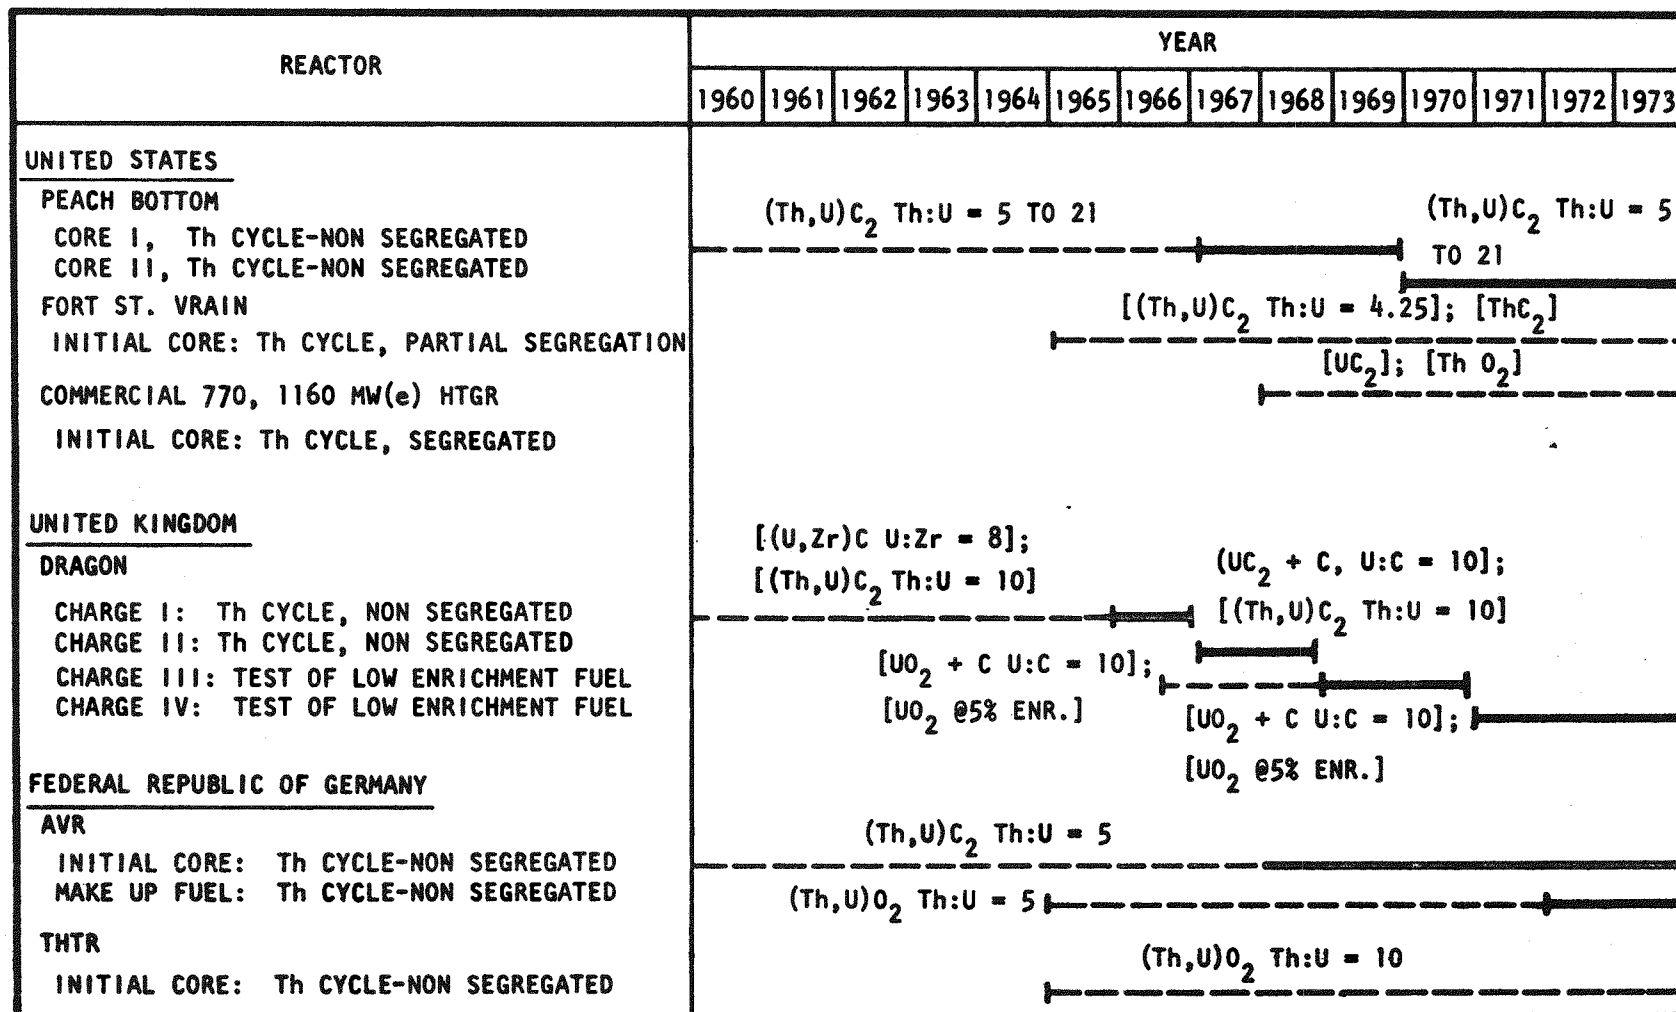 REACTOR
YEAR
1960 1961 1962 1963 1964 1965 1966 1967 1968 1969 1970 1971 1972 1973
UNITED STATES
PEACH BOTTOM
(Th,U)C2 Th:U = 5 TO 21
(Th,U)C2 Th:U = 5
TO 21
CORE I, Th CYCLE-NON SEGREGATED
CORE II, Th CYCLE-NON SEGREGATED
FORT ST. VRAIN
[(Th,U)C2 Th:U = 4.25]; [ThC2]
INITIAL CORE: Th CYCLE, PARTIAL SEGREGATION
[UC2]; [Th O2]
COMMERCIAL 770, 1160 MW(e) HTGR
INITIAL CORE: Th CYCLE, SEGREGATED
UNITED KINGDOM
[(U,Zr)C U:Zr = 8];
[(Th,U)C2 Th:U = 10]
(UC2 + C, U:C = 10];
[(Th,U)C2 Th:U = 10]
DRAGON
CHARGE I: Th CYCLE, NON SEGREGATED
CHARGE II: Th CYCLE, NON SEGREGATED
CHARGE III: TEST OF LOW ENRICHMENT FUEL
CHARGE IV: TEST OF LOW ENRICHMENT FUEL
[UO2 + C U:C = 10];
[UO2 @5% ENR.]
[UO2 + C U:C = 10];
[UO2 @5% ENR.]
FEDERAL REPUBLIC OF GERMANY
AVR
(Th,U)C2 Th:U = 5
INITIAL CORE: Th CYCLE-NON SEGREGATED
MAKE UP FUEL: Th CYCLE-NON SEGREGATED
(Th,U)O2 Th:U = 5
THTR
(Th,U)O2 Th:U = 10
INITIAL CORE: Th CYCLE-NON SEGREGATED